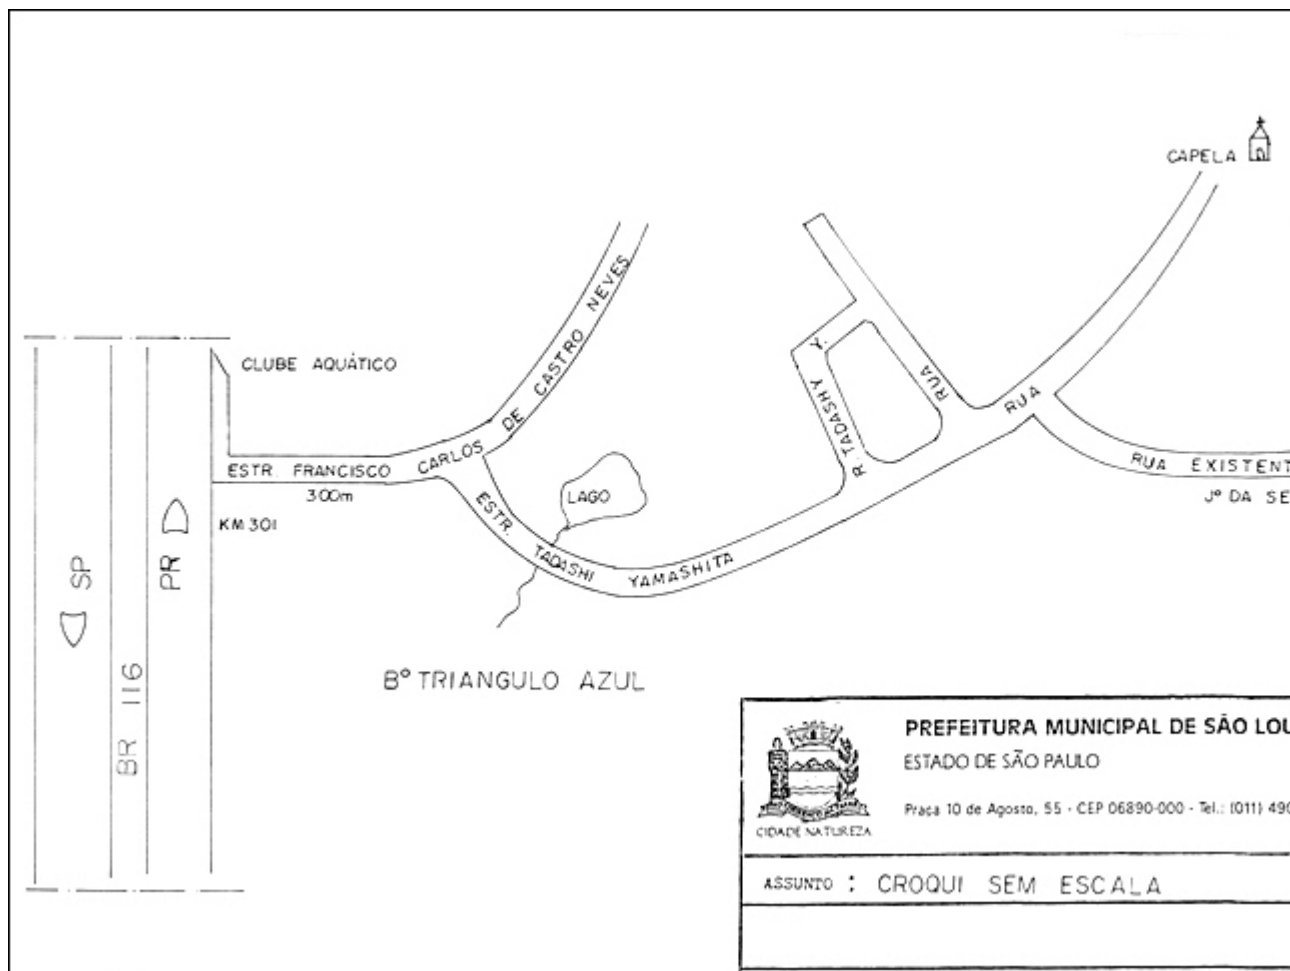 CAPELA
CLUBE AQUÁTICO
ESTR. FRANCISCO CARLOS DE CASTRO NEVES
300m
KM 301
LAGO
ESTR. TADASHI YAMASHITA
R. TADASHY Y.
RUA
RUA
RUA EXISTENT
Jº DA SE
SP
PR
BR 116
Bº TRIANGULO AZUL
PREFEITURA MUNICIPAL DE SÃO LOU
ESTADO DE SÃO PAULO
Praça 10 de Agosto, 55 - CEP 06890-000 - Tel.: (011) 490
CIDADE NATUREZA
ASSUNTO : CROQUI SEM ESCALA